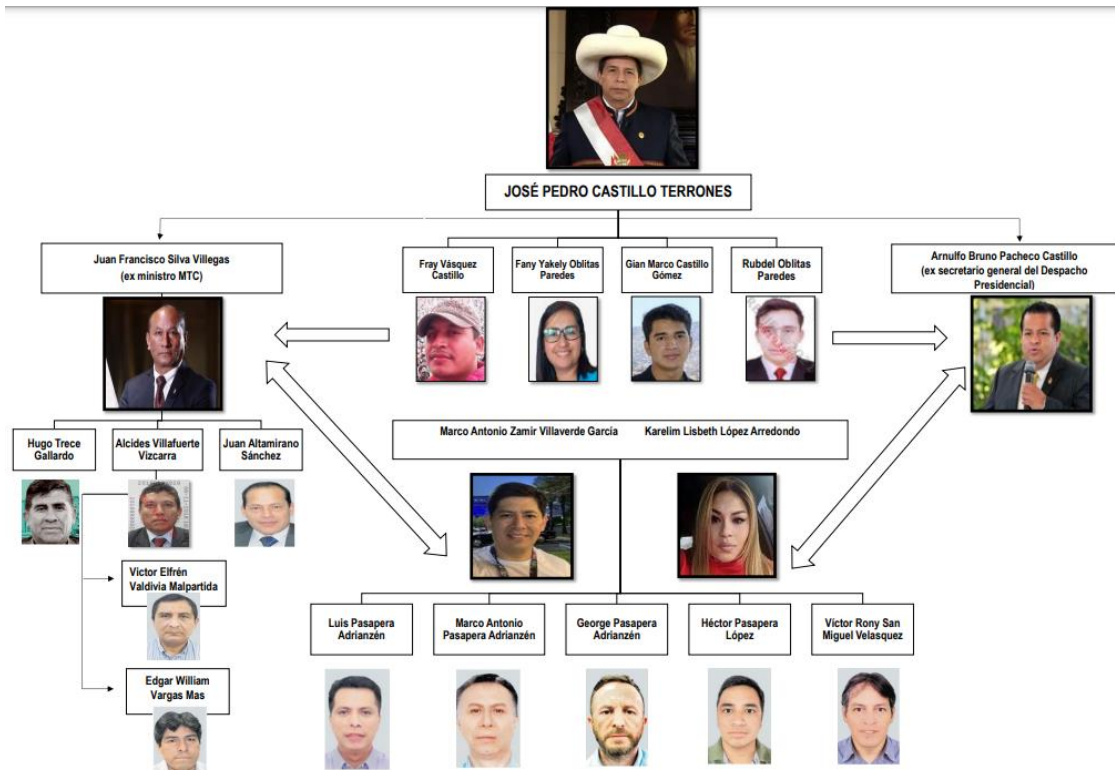 JOSÉ PEDRO CASTILLO TERRONES
Juan Francisco Silva Villegas
(ex ministro MTC)
Fray Vásquez
Castillo
Fany Yakely Oblitas
Paredes
Gian Marco Castillo
Gómez
Rubdel Oblitas
Paredes
Arnulfo Bruno Pacheco Castillo
(ex secretario general del Despacho
Presidencial)
Hugo Trece
Gallardo
Alcides Villafuerte
Vizcarra
Juan Altamirano
Sánchez
Marco Antonio Zamir Villaverde García Karelim Lisbeth López Arredondo
Víctor Elfrén
Valdivia Malpartida
Edgar William
Vargas Mas
Luis Pasapera
Adrianzén
Marco Antonio
Pasapera Adrianzén
George Pasapera
Adrianzén
Héctor Pasapera
López
Víctor Rony San
Miguel Velasquez